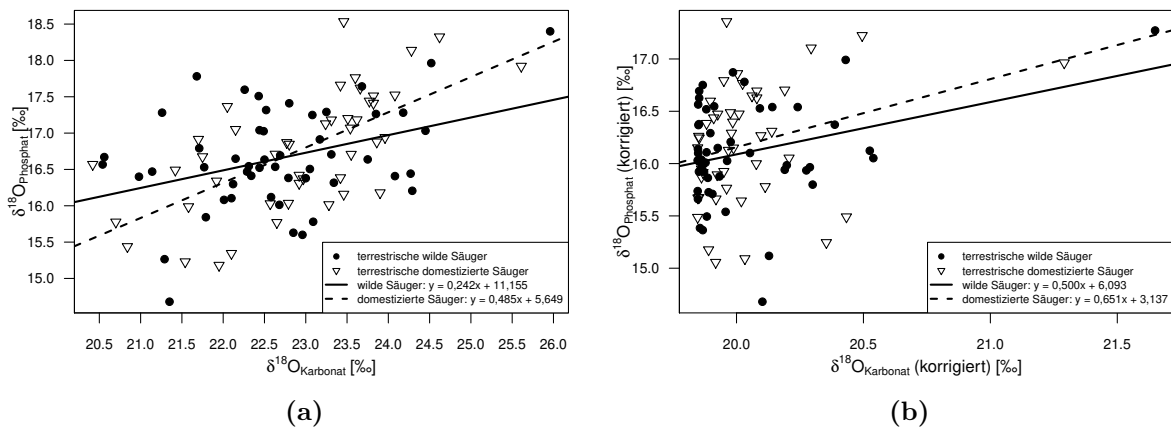 18.5
18.0
17.5
17.0
16.5
16.0
15.5
15.0
δ¹⁸O_Phosphat [‰]
terrestrische wilde Säuger
terrestrische domestizierte Säuger
wilde Säuger: y = 0,242x + 11,155
domestizierte Säuger: y = 0,485x + 5,649
20.5 21.0 21.5 22.0 22.5 23.0 23.5 24.0 24.5 25.0 25.5 26.0
δ¹⁸O_Karbonat [‰]
(a)
17.0
16.5
16.0
15.5
15.0
δ¹⁸O_Phosphat (korrigiert) [‰]
terrestrische wilde Säuger
terrestrische domestizierte Säuger
wilde Säuger: y = 0,500x + 6,093
domestizierte Säuger: y = 0,651x + 3,137
20.0 20.5 21.0 21.5
δ¹⁸O_Karbonat (korrigiert) [‰]
(b)